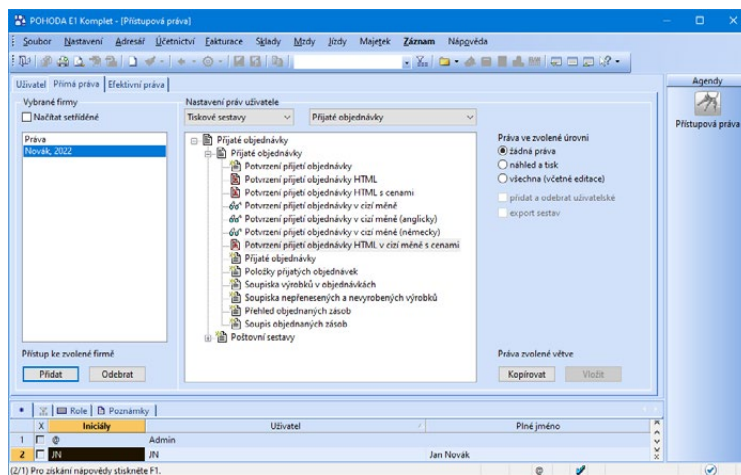 POHODA E1 Komplet - [Přístupová práva]
Soubor Nastavení Adresář Účetnictví Fakturace Sklady Mzdy Jízdy Majetek Záznam Nápověda
Uživatel Přímá práva Efektivní práva
Agendy
Přístupová práva
Vybrané firmy
Načítat setříděné
Práva
Novák, 2022
Přístup ke zvolené firmě
Přidat Odebrat
Nastavení práv uživatele
Tiskové sestavy Přijaté objednávky
Přijaté objednávky
Přijaté objednávky
Potvrzení přijetí objednávky
Potvrzení přijetí objednávky HTML
Potvrzení přijetí objednávky HTML s cenami
Potvrzení přijetí objednávky v cizí měně
Potvrzení přijetí objednávky v cizí měně (anglicky)
Potvrzení přijetí objednávky v cizí měně (německy)
Potvrzení přijetí objednávky HTML v cizí měně s cenami
Přijaté objednávky
Položky přijatých objednávek
Soupiska výrobků v objednávkách
Soupiska nepřenesených a nevyrobených výrobků
Přehled objednaných zásob
Soupis objednaných zásob
Poštovní sestavy
Práva ve zvolené úrovni
žádná práva
náhled a tisk
všechna (včetně editace)
přidat a odebrat uživatelské
export sestav
Práva zvolené větve
Kopírovat Vložit
* Role Poznámky
X Iniciály Uživatel Plné jméno
1 @ Admin
2 JN JN Jan Novák
(2/1) Pro získání nápovědy stiskněte F1. @